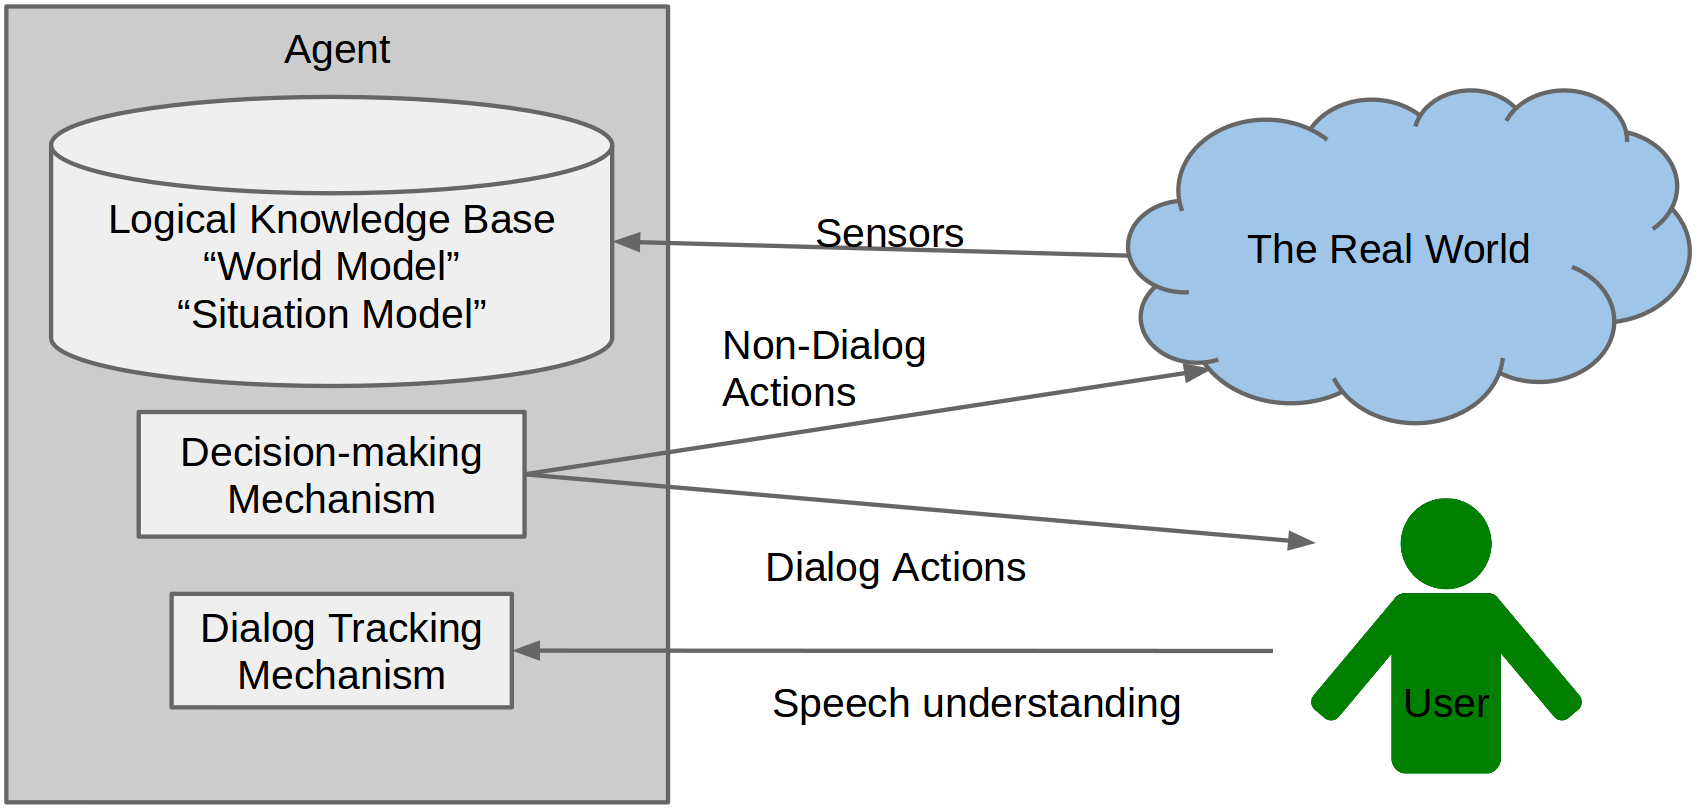 Agent
Logical Knowledge Base
“World Model”
“Situation Model”
Sensors
The Real World
Non-Dialog
Actions
Decision-making
Mechanism
Dialog Actions
Dialog Tracking
Mechanism
Speech understanding
User